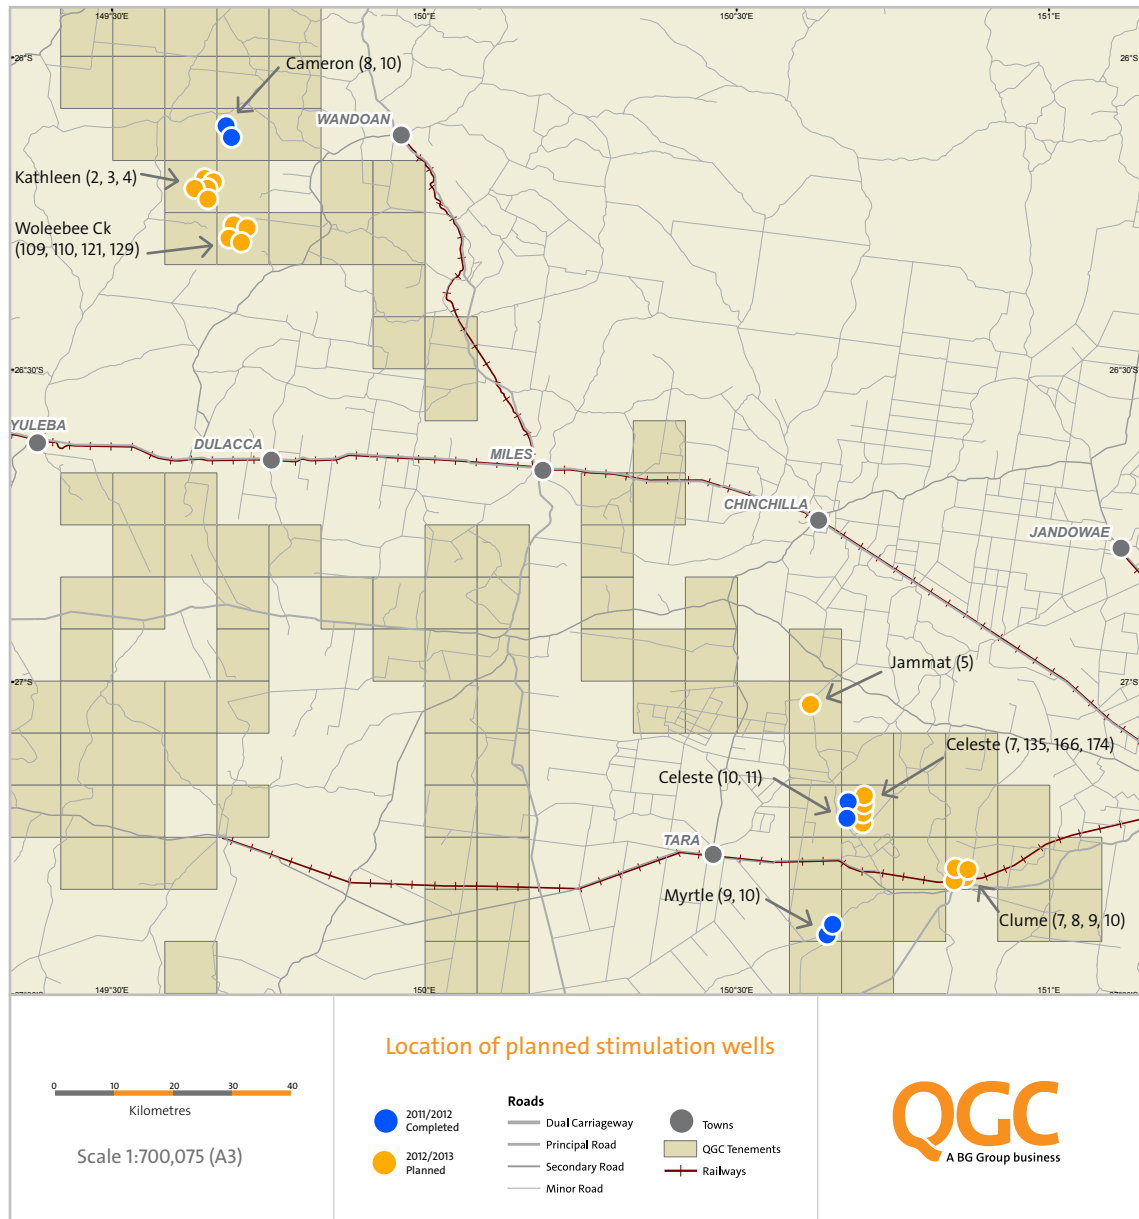 149°30'E
150°E
150°30'E
151°E
26°S
26°S
Cameron (8, 10)
WANDOAN
Kathleen (2, 3, 4)
Woleebee Ck
(109, 110, 121, 129)
26°30'S
26°30'S
YULEBA
DULACCA
MILES
CHINCHILLA
JANDOWAE
Jammat (5)
27°S
27°S
Celeste (7, 135, 166, 174)
Celeste (10, 11)
TARA
Myrtle (9, 10)
Clume (7, 8, 9, 10)
149°30'E
150°E
150°30'E
151°E
0 10 20 30 40
Kilometres
Scale 1:700,075 (A3)
Location of planned stimulation wells
2011/2012
Completed
2012/2013
Planned
Roads
Dual Carriageway
Principal Road
Secondary Road
Minor Road
Towns
QGC Tenements
Railways
QGC
A BG Group business